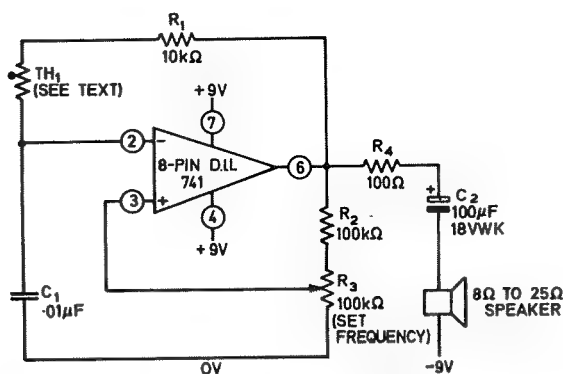 R1
10kΩ
TH1
(SEE TEXT)
+9V
7
2
-
8-PIN D.I.L
741
6
3
+
4
+9V
R4
100Ω
+
C2
100µF
18VWK
R2
100kΩ
R3
100kΩ
(SET
FREQUENCY)
C1
·01µF
8Ω TO 25Ω
SPEAKER
0V
-9V